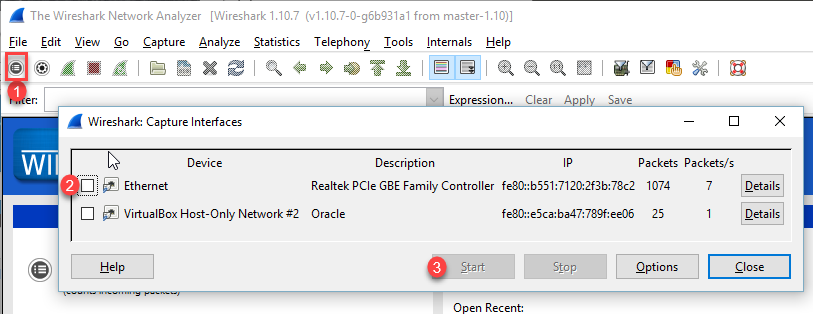 The Wireshark Network Analyzer [Wireshark 1.10.7 (v1.10.7-0-g6b931a1 from master-1.10)]
File Edit View Go Capture Analyze Statistics Telephony Tools Internals Help
1
Filter: Expression... Clear Apply Save
Wireshark: Capture Interfaces
WI
Device Description IP Packets Packets/s
2 Ethernet Realtek PCIe GBE Family Controller fe80::b551:7120:2f3b:78c2 1074 7 Details
VirtualBox Host-Only Network #2 Oracle fe80::e5ca:ba47:789f:ee06 25 1 Details
Help 3 Start Stop Options Close
(counts incoming packets)
Open Recent: